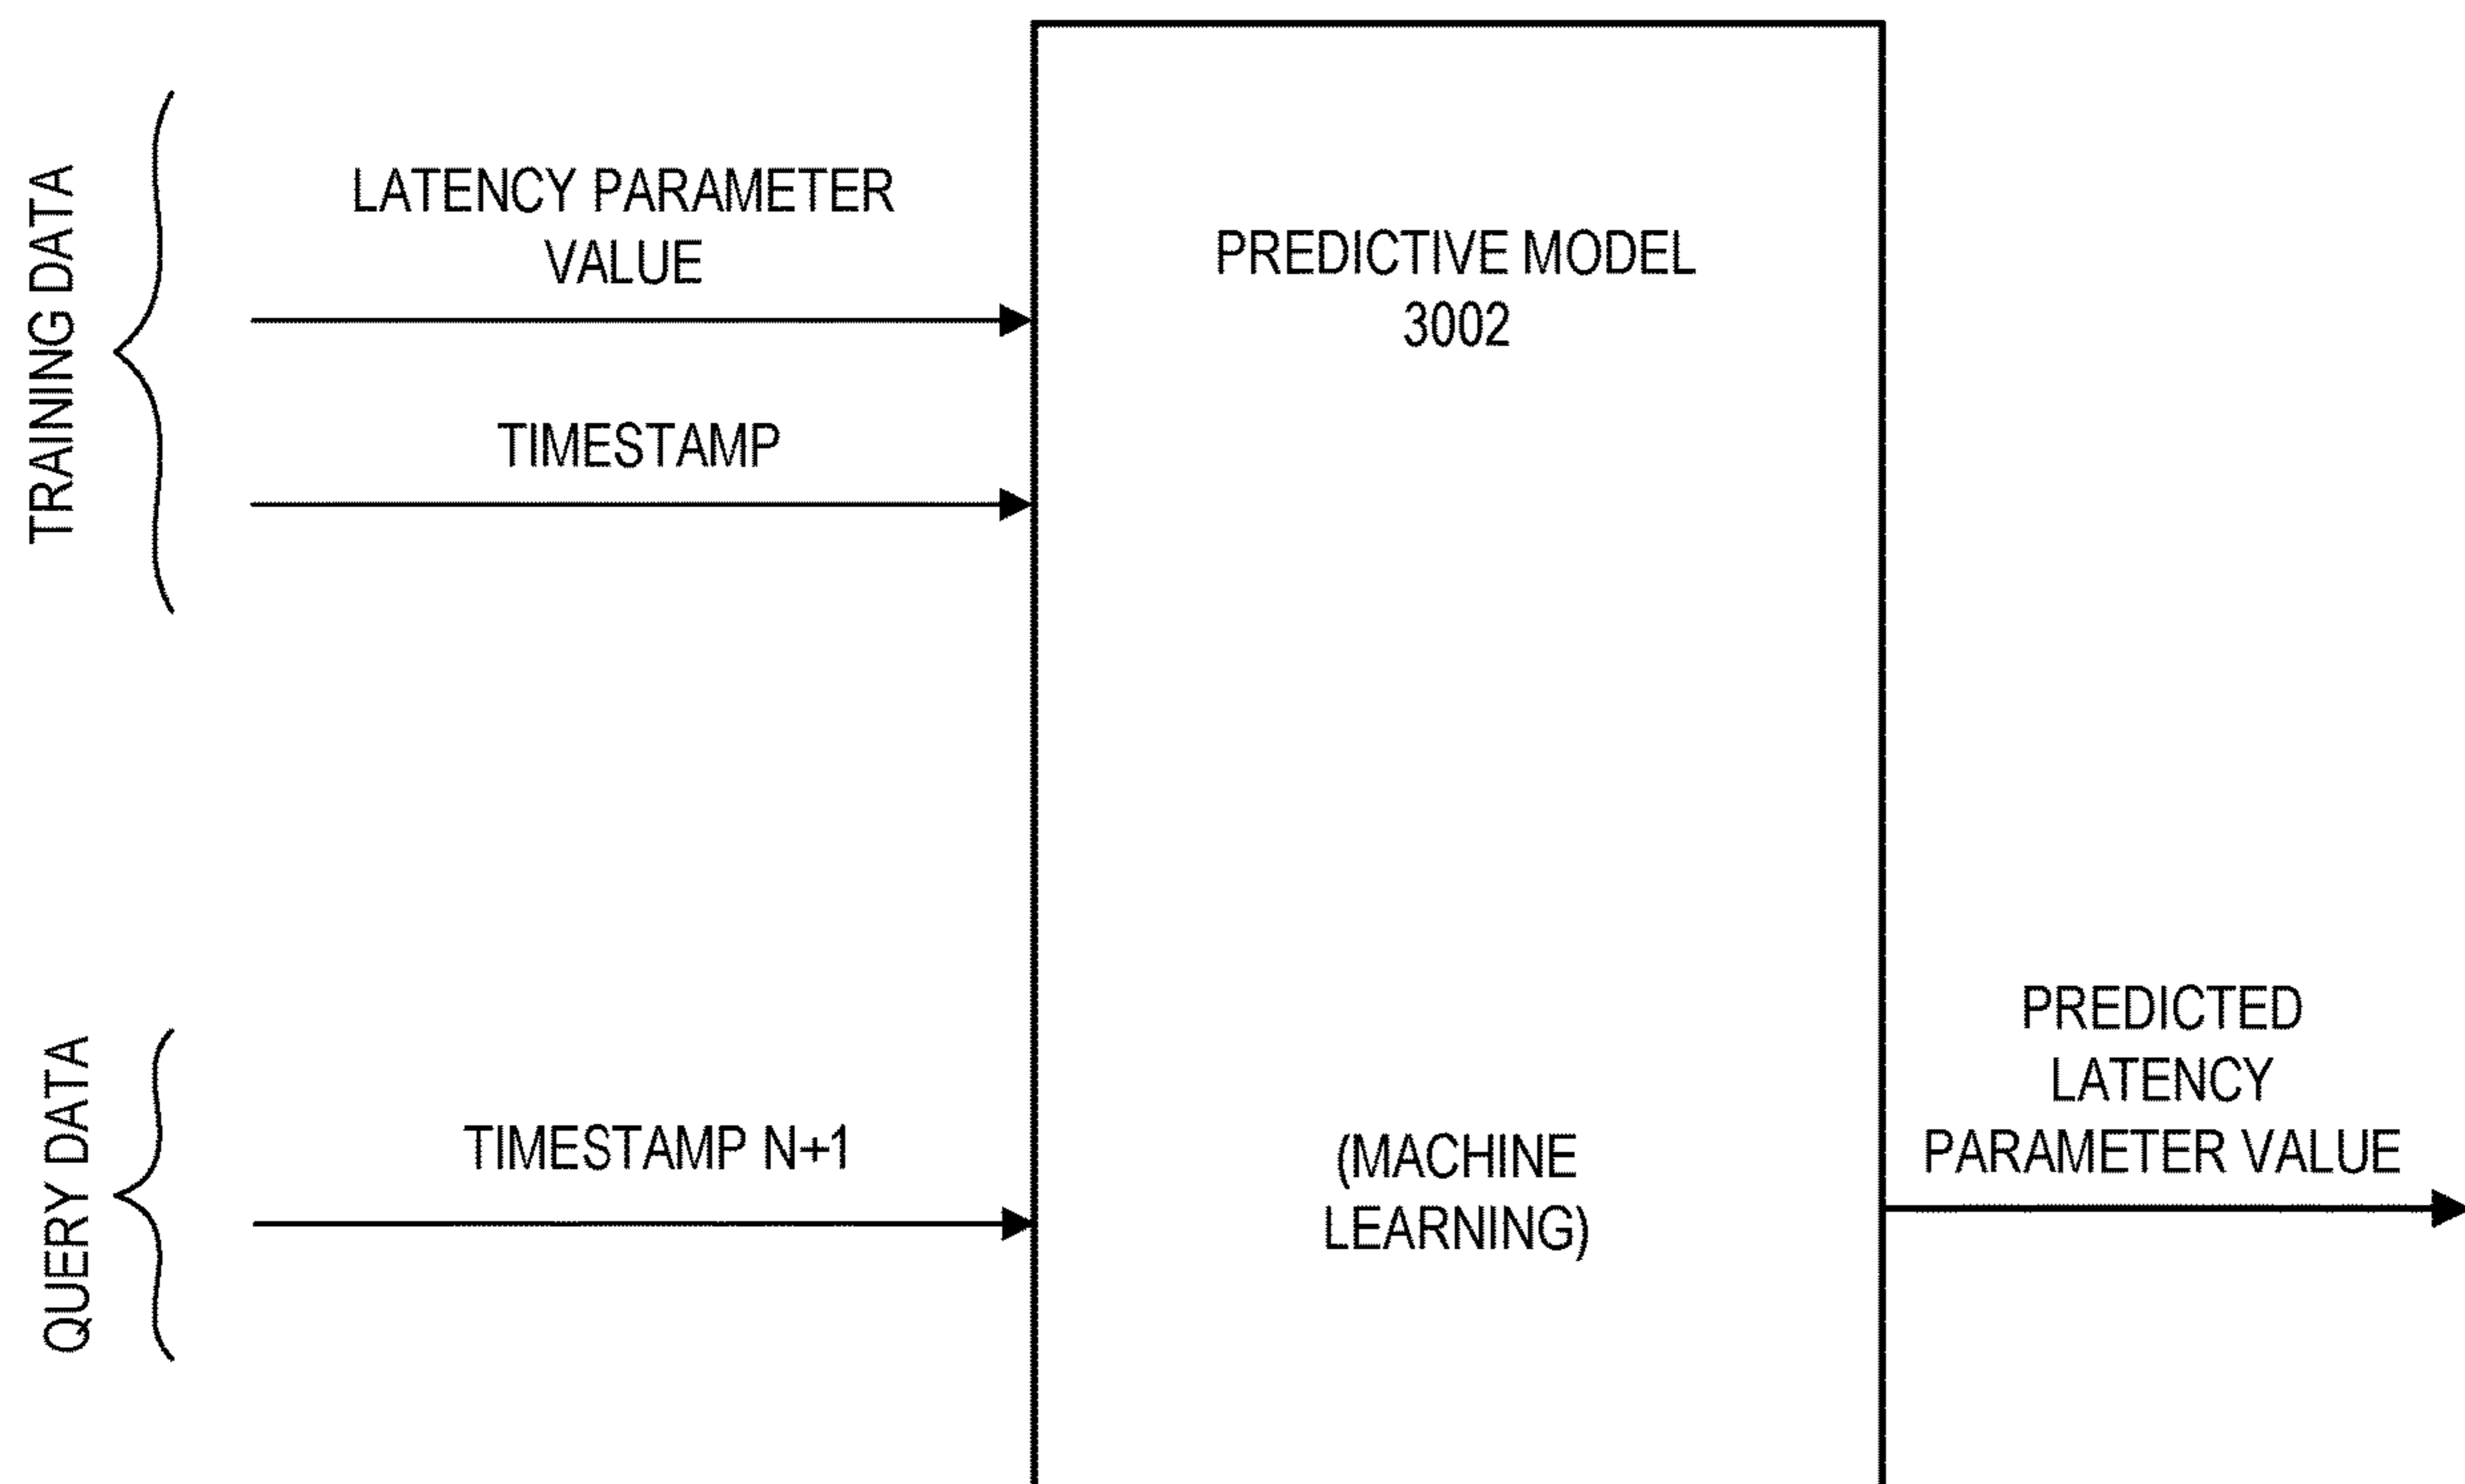 TRAINING DATA
LATENCY PARAMETER
VALUE
TIMESTAMP
PREDICTIVE MODEL
3002
QUERY DATA
TIMESTAMP N+1
(MACHINE
LEARNING)
PREDICTED
LATENCY
PARAMETER VALUE